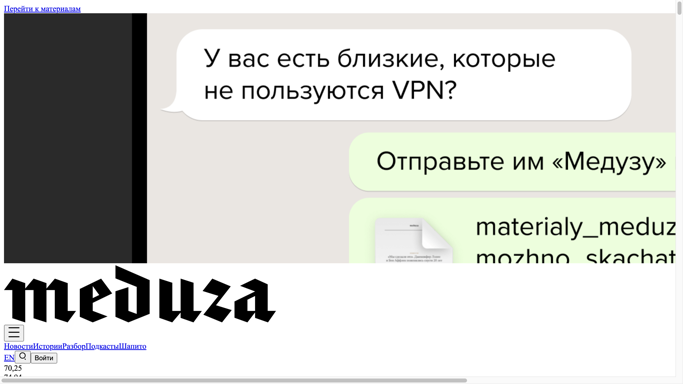 Перейти к материалам
У вас есть близкие, которые
не пользуются VPN?
Отправьте им «Медузу»
materialy_meduz
mozhno_skachat
meduza
НовостиИсторииРазборПодкастыШапито
EN Войти
70,25